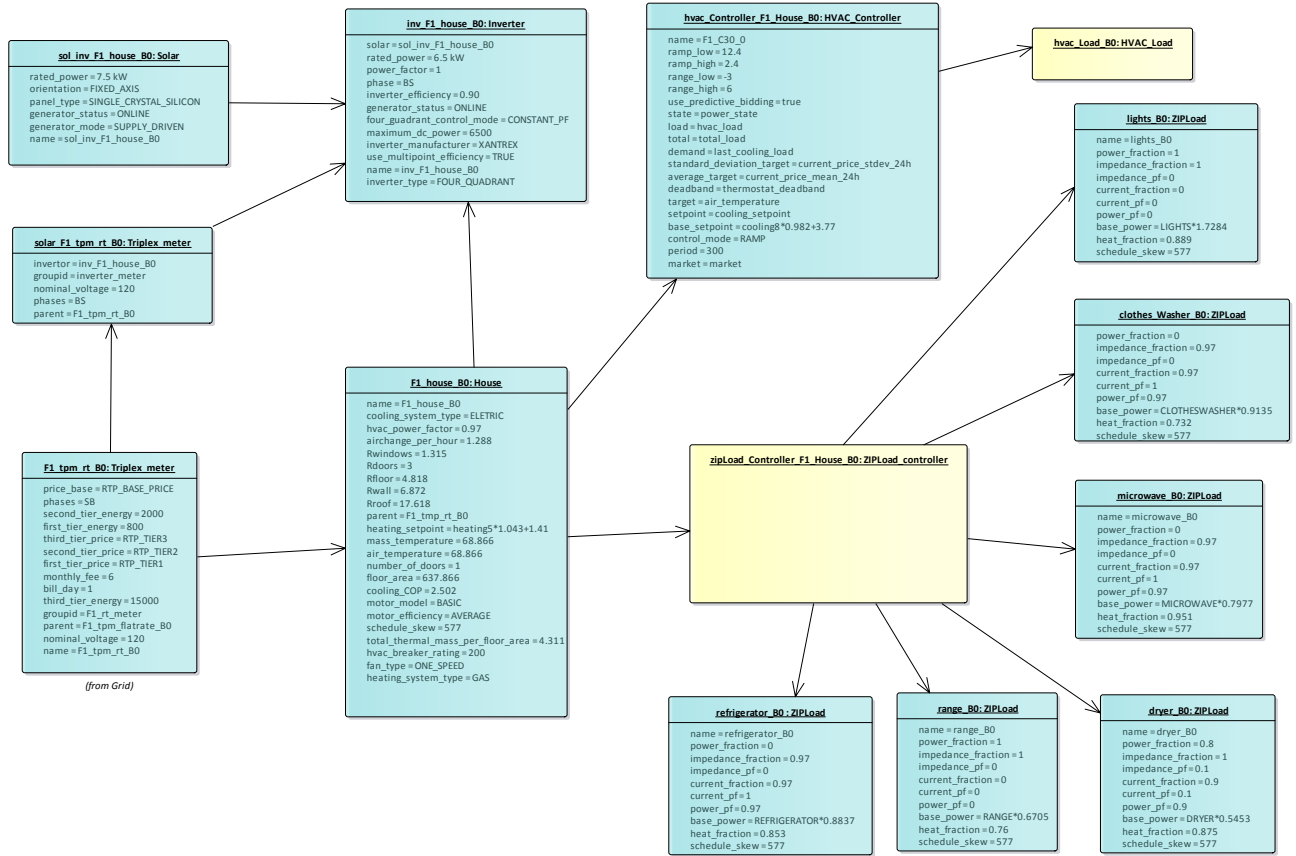 sol_inv_F1_house_B0: Solar
rated_power = 7.5 kW
orientation = FIXED_AXIS
panel_type = SINGLE_CRYSTAL_SILICON
generator_status = ONLINE
generator_mode = SUPPLY_DRIVEN
name = sol_inv_F1_house_B0
inv_F1_house_B0: Inverter
solar = sol_inv_F1_house_B0
rated_power = 6.5 kW
power_factor = 1
phase = BS
inverter_efficiency = 0.90
generator_status = ONLINE
four_quadrant_control_mode = CONSTANT_PF
maximum_dc_power = 6500
inverter_manufacturer = XANTREX
use_multipoint_efficiency = TRUE
name = inv_F1_house_B0
inverter_type = FOUR_QUADRANT
hvac_Controller_F1_House_B0: HVAC_Controller
name = F1_C30_0
ramp_low = 12.4
ramp_high = 2.4
range_low = -3
range_high = 6
use_predictive_bidding = true
state = power_state
load = hvac_load
total = total_load
demand = last_cooling_load
standard_deviation_target = current_price_stdev_24h
average_target = current_price_mean_24h
deadband = thermostat_deadband
target = air_temperature
setpoint = cooling_setpoint
base_setpoint = cooling8*0.982+3.77
control_mode = RAMP
period = 300
market = market
hvac_Load_B0: HVAC_Load
lights_B0: ZIPLoad
name = lights_B0
power_fraction = 1
impedance_fraction = 1
impedance_pf = 0
current_fraction = 0
current_pf = 0
power_pf = 0
base_power = LIGHTS*1.7284
heat_fraction = 0.889
schedule_skew = 577
solar_F1_tpm_rt_B0: Triplex_meter
invertor = inv_F1_house_B0
groupid = inverter_meter
nominal_voltage = 120
phases = BS
parent = F1_tpm_rt_B0
clothes_Washer_B0: ZIPLoad
power_fraction = 0
impedance_fraction = 0.97
impedance_pf = 0
current_fraction = 0.97
current_pf = 1
power_pf = 0.97
base_power = CLOTHESWASHER*0.9135
heat_fraction = 0.732
schedule_skew = 577
F1_house_B0: House
name = F1_house_B0
cooling_system_type = ELETRIC
hvac_power_factor = 0.97
airchange_per_hour = 1.288
Rwindows = 1.315
Rdoors = 3
Rfloor = 4.818
Rwall = 6.872
Rroof = 17.618
parent = F1_tmp_rt_B0
heating_setpoint = heating5*1.043+1.41
mass_temperature = 68.866
air_temperature = 68.866
number_of_doors = 1
floor_area = 637.866
cooling_COP = 2.502
motor_model = BASIC
motor_efficiency = AVERAGE
schedule_skew = 577
total_thermal_mass_per_floor_area = 4.311
hvac_breaker_rating = 200
fan_type = ONE_SPEED
heating_system_type = GAS
F1_tpm_rt_B0: Triplex_meter
price_base = RTP_BASE_PRICE
phases = SB
second_tier_energy = 2000
first_tier_energy = 800
third_tier_price = RTP_TIER3
second_tier_price = RTP_TIER2
first_tier_price = RTP_TIER1
monthly_fee = 6
bill_day = 1
third_tier_energy = 15000
groupid = F1_rt_meter
parent = F1_tpm_flatrate_B0
nominal_voltage = 120
name = F1_tpm_rt_B0
(from Grid)
zipLoad_Controller_F1_House_B0: ZIPLoad_controller
microwave_B0: ZIPLoad
name = microwave_B0
power_fraction = 0
impedance_fraction = 0.97
impedance_pf = 0
current_fraction = 0.97
current_pf = 1
power_pf = 0.97
base_power = MICROWAVE*0.7977
heat_fraction = 0.951
schedule_skew = 577
refrigerator_B0 : ZIPLoad
name = refrigerator_B0
power_fraction = 0
impedance_fraction = 0.97
impedance_pf = 0
current_fraction = 0.97
current_pf = 1
power_pf = 0.97
base_power = REFRIGERATOR*0.8837
heat_fraction = 0.853
schedule_skew = 577
range_B0: ZIPLoad
name = range_B0
power_fraction = 1
impedance_fraction = 1
impedance_pf = 0
current_fraction = 0
current_pf = 0
power_pf = 0
base_power = RANGE*0.6705
heat_fraction = 0.76
schedule_skew = 577
dryer_B0: ZIPLoad
name = dryer_B0
power_fraction = 0.8
impedance_fraction = 1
impedance_pf = 0.1
current_fraction = 0.9
current_pf = 0.1
power_pf = 0.9
base_power = DRYER*0.5453
heat_fraction = 0.875
schedule_skew = 577